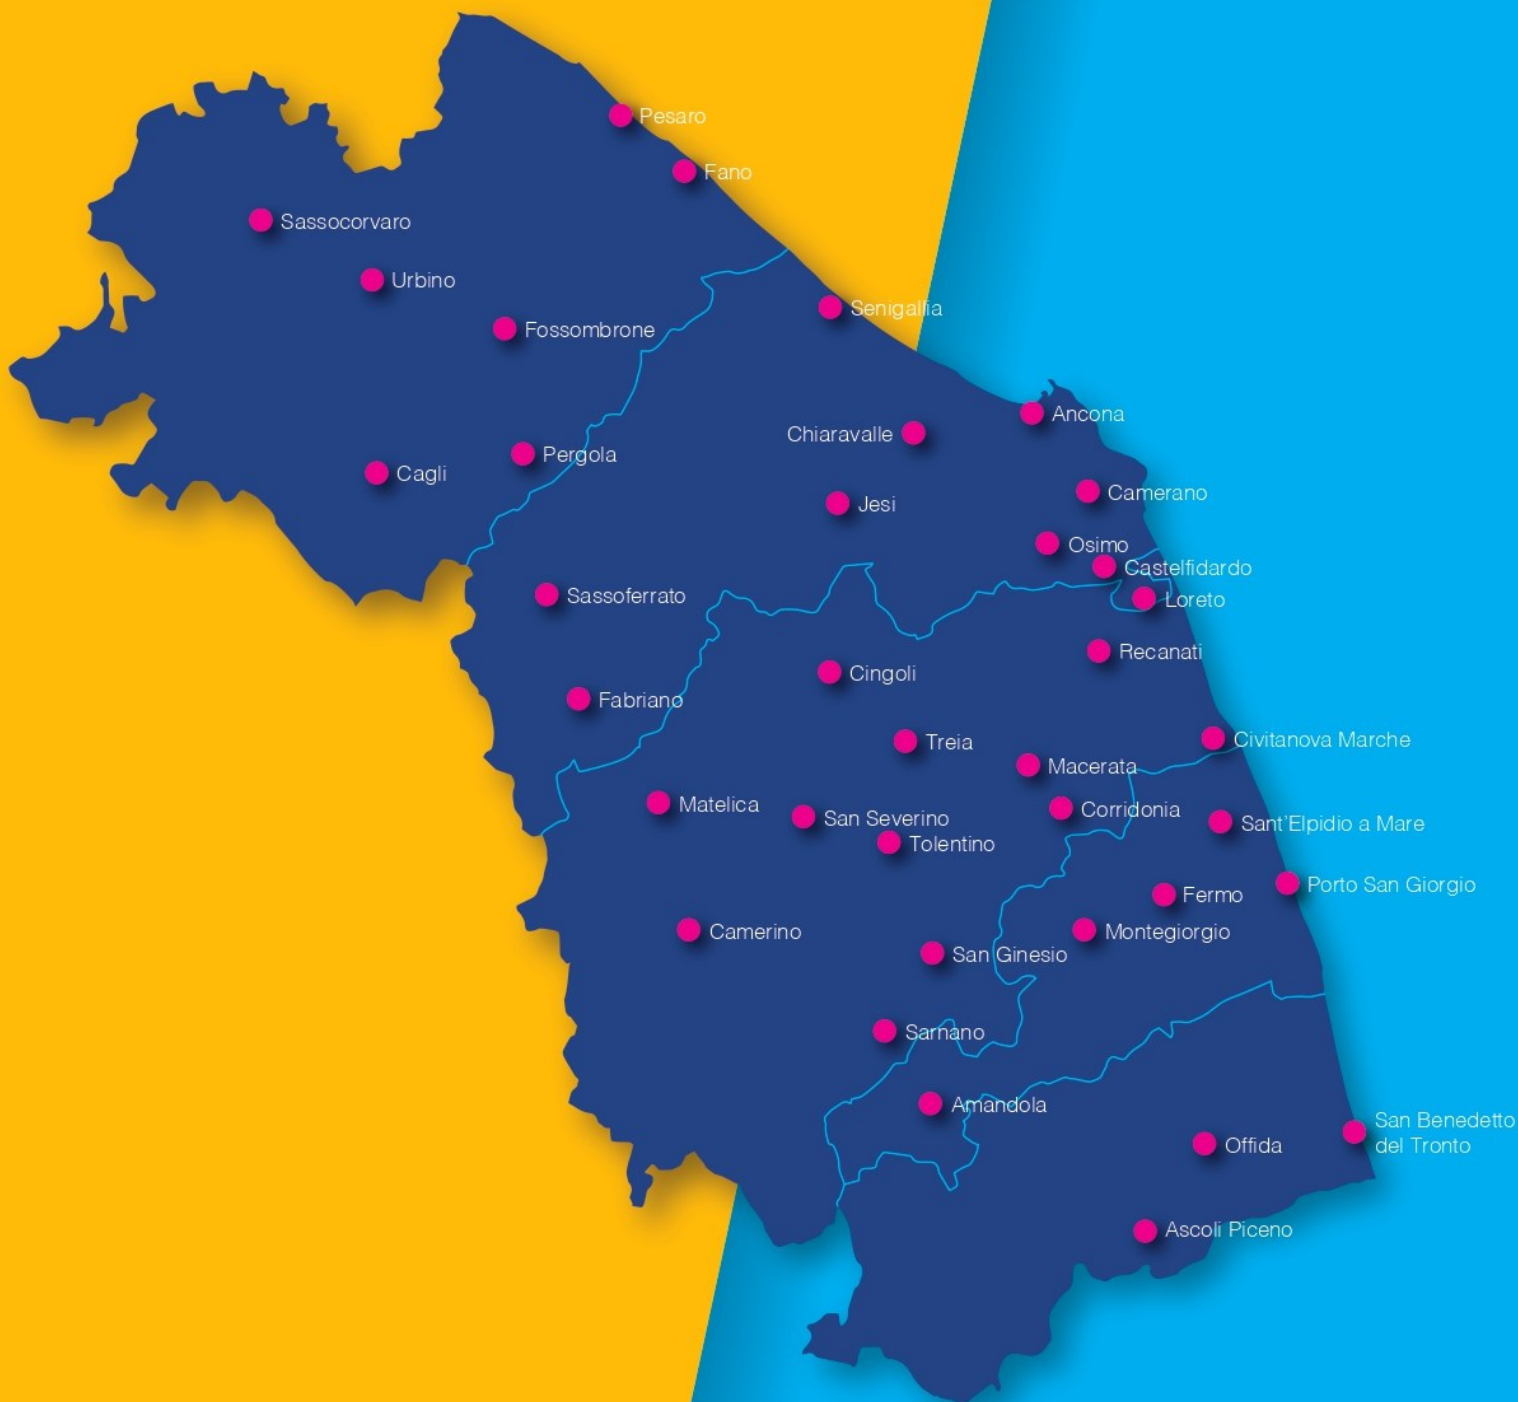 Pesaro
Fano
Sassocorvaro
Urbino
Senigallia
Fossombrone
Ancona
Chiaravalle
Pergola
Cagli
Camerano
Jesi
Osimo
Castelfidardo
Sassoferrato
Loreto
Recanati
Cingoli
Fabriano
Civitanova Marche
Treia
Macerata
Matelica
Corridonia
San Severino
Sant'Elpidio a Mare
Tolentino
Porto San Giorgio
Fermo
Camerino
Montegiorgio
San Ginesio
Sarnano
Amandola
San Benedetto
del Tronto
Offida
Ascoli Piceno